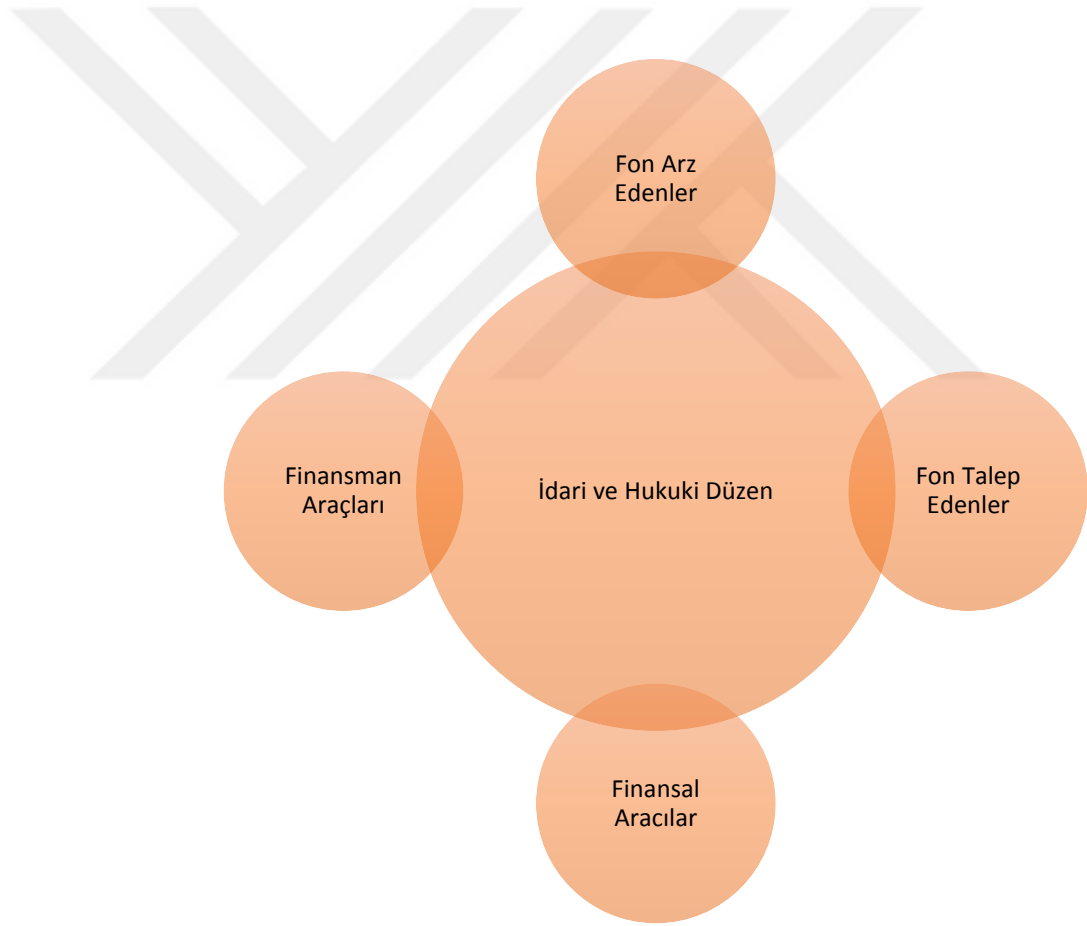 Fon Arz
Edenler
Finansman
Araçları
İdari ve Hukuki Düzen
Fon Talep
Edenler
Finansal
Aracılar